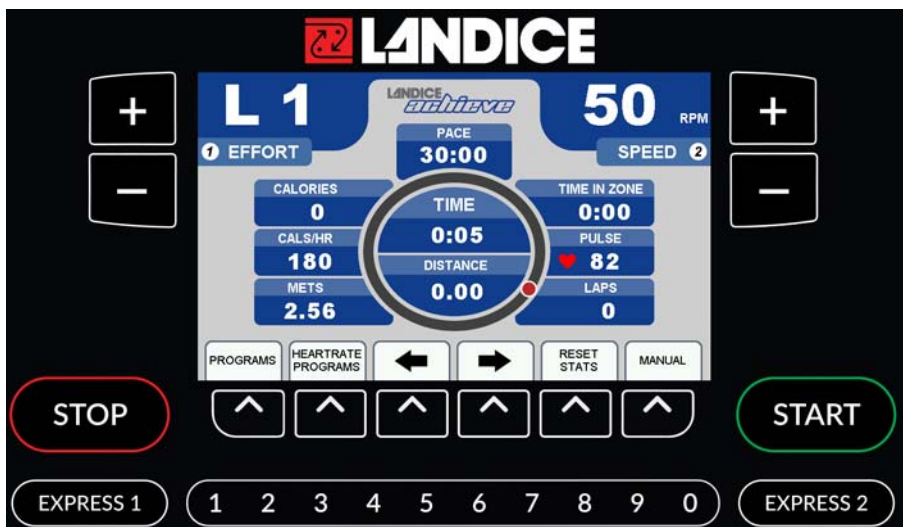 LANDICE
L 1
LANDICE
achieve
50 RPM
1 EFFORT
SPEED 2
PACE
30:00
CALORIES
0
TIME
0:05
TIME IN ZONE
0:00
CALS/HR
180
DISTANCE
0.00
PULSE
82
METS
2.56
LAPS
0
PROGRAMS
HEARTRATE
PROGRAMS
RESET
STATS
MANUAL
STOP
START
EXPRESS 1
1 2 3 4 5 6 7 8 9 0
EXPRESS 2